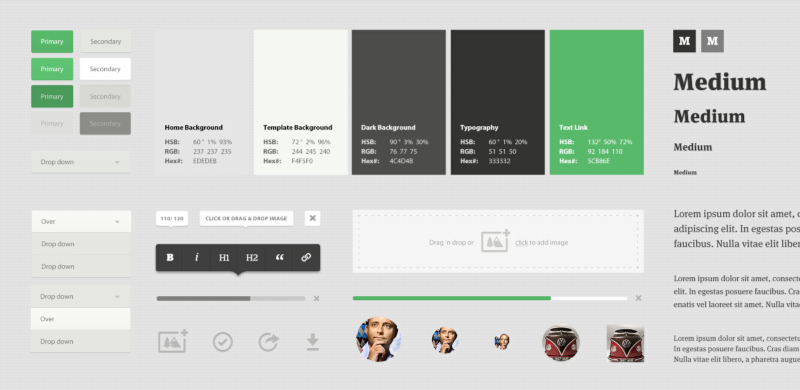 Primary
Secondary
Primary
Secondary
Primary
Secondary
Primary
Secondary
Drop down
Home Background
HSB: 60° 1% 93%
RGB: 237 237 235
Hex#: EDEDEB
Template Background
HSB: 72° 2% 96%
RGB: 244 245 240
Hex#: F4F5F0
Dark Background
HSB: 90° 3% 30%
RGB: 76 77 75
Hex#: 4C4D4B
Typography
HSB: 60° 1% 20%
RGB: 51 51 50
Hex#: 333332
Text Link
HSB: 132° 50% 72%
RGB: 92 184 110
Hex#: 5CB86E
M
M
Medium
Medium
Medium
Medium
Over
Drop down
Drop down
Drop down
Over
Drop down
110/ 120
CLICK OR DRAG & DROP IMAGE
B i H1 H2 “
Drag 'n drop or
click to add image
Lorem ipsum dolor sit amet, c
adipiscing elit. In egestas pos
faucibus. Nulla vitae elit liber
Lorem ipsum dolor sit amet, consect
elit. In egestas posuere faucibus. Cra
enatis vel laoreet sit amet. Nulla vita
Lorem ipsum dolor sit amet, consectetu
In egestas posuere faucibus. Cras diam
Nulla vitae elit libero, a pharetra augue